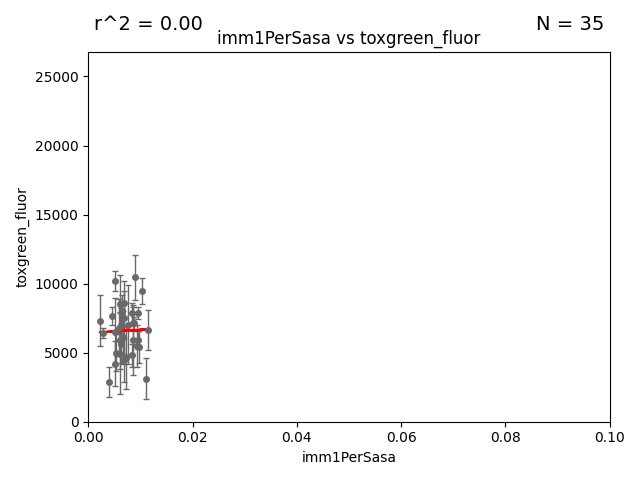 r^2 = 0.00
N = 35
imm1PerSasa vs toxgreen_fluor
25000
20000
15000
10000
5000
0
toxgreen_fluor
0.00
0.02
0.04
0.06
0.08
0.10
imm1PerSasa